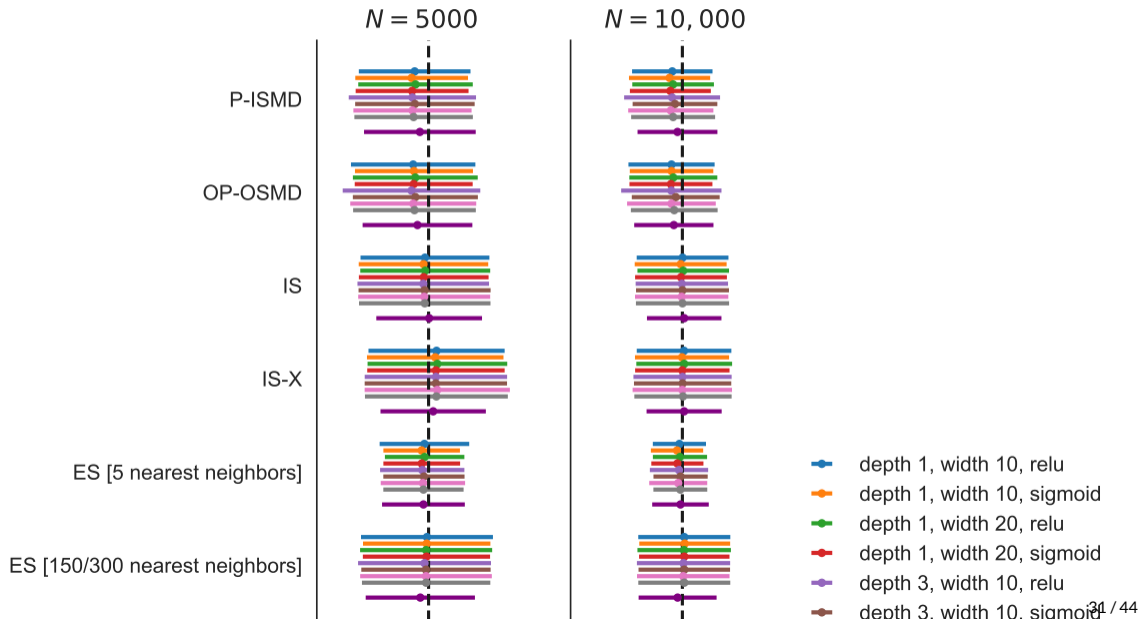 N = 5000
N = 10,000
P-ISMD
OP-OSMD
IS
IS-X
ES [5 nearest neighbors]
ES [150/300 nearest neighbors]
depth 1, width 10, relu
depth 1, width 10, sigmoid
depth 1, width 20, relu
depth 1, width 20, sigmoid
depth 3, width 10, relu
depth 3, width 10, sigmoid
31 / 44